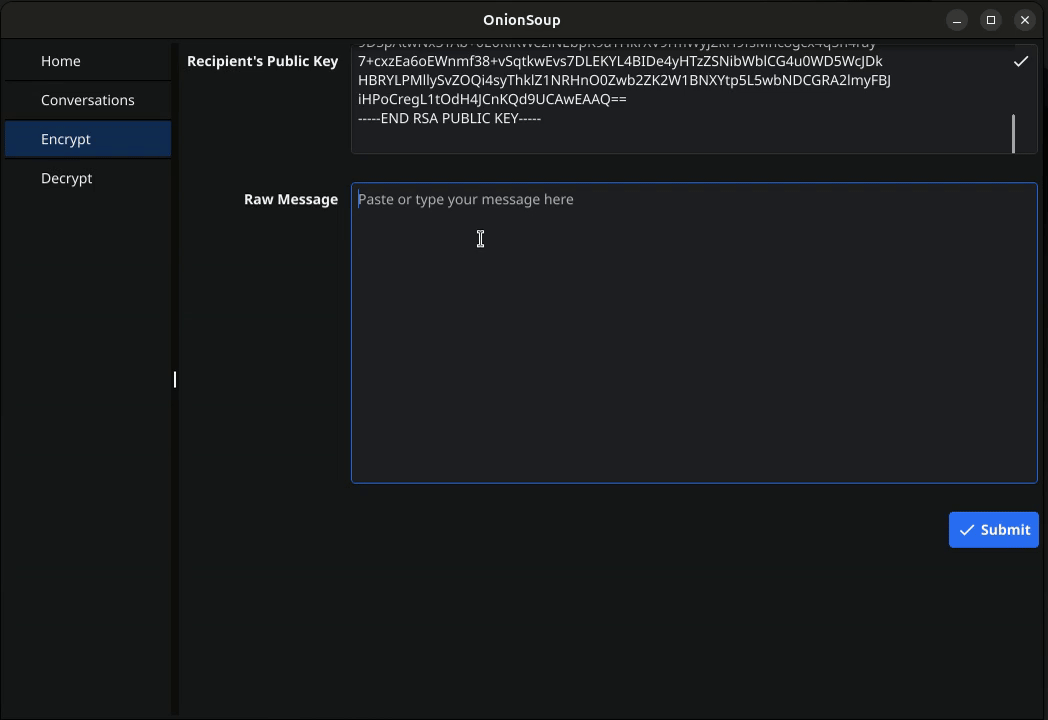 OnionSoup
Home
Conversations
Encrypt
Decrypt
Recipient's Public Key
7+cxzEa6oEWnmf38+vSqtkwEvs7DLEKYL4BIDe4yHTzZSNibWblCG4u0WD5WcJDk
HBRYLPMllySvZOQi4syThklZ1NRHnO0Zwb2ZK2W1BNXYtp5L5wbNDCGRA2lmyFBJ
iHPoCregL1tOdH4JCnKQd9UCAwEAAQ==
-----END RSA PUBLIC KEY-----
Raw Message
Paste or type your message here
Submit